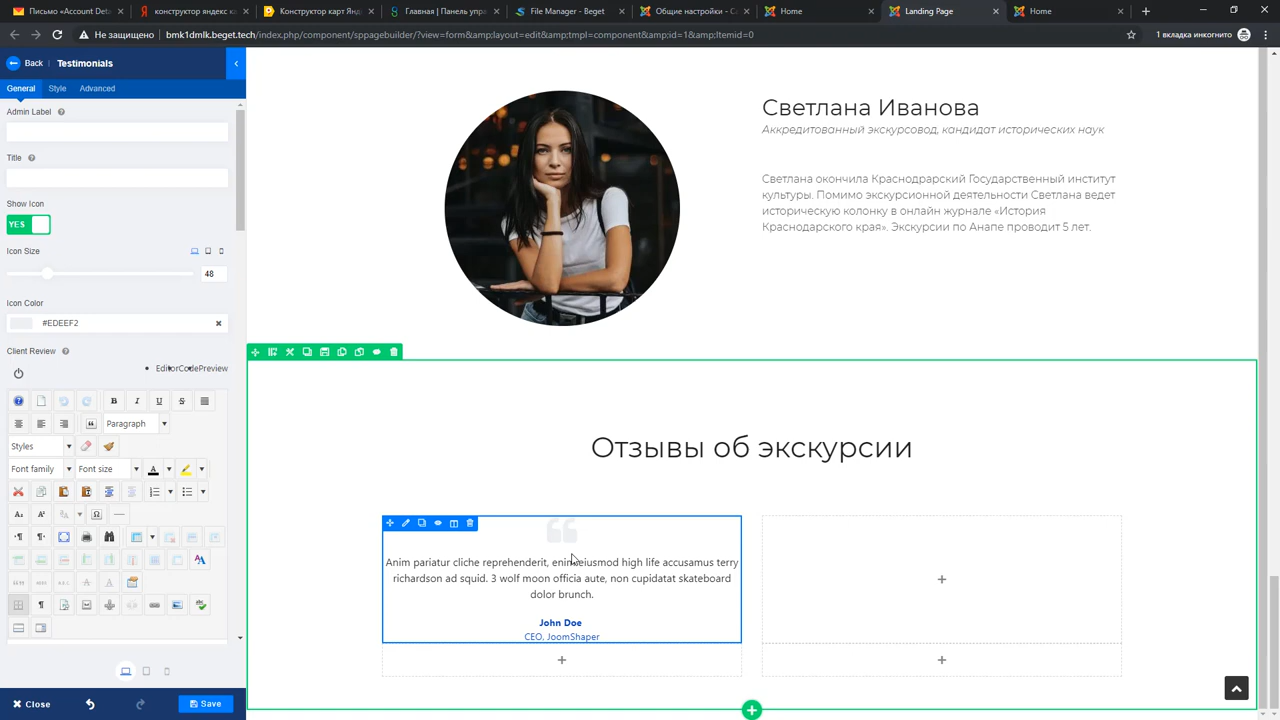 Письмо «Account Deta
конструктор яндекс ка
Конструктор карт Янд
Главная | Панель упра
File Manager - Beget
Общие настройки - Ca
Home
Landing Page
Home
Не защищено
bmk1dmlk.beget.tech/index.php/component/sppagebuilder/?view=form&amp;layout=edit&amp;tmpl=component&amp;id=1&amp;Itemid=0
1 вкладка инкогнито
Back
Testimonials
General
Style
Advanced
Admin Label
Title
Show Icon
YES
Icon Size
48
Icon Color
#EDEEF2
Client Review
Editor
Code
Preview
Paragraph
Styles
Font family
Font size
Close
Save
Светлана Иванова
Аккредитованный экскурсовод, кандидат исторических наук
Светлана окончила Краснодрарский Государственный институт
культуры. Помимо экскурсионной деятельности Светлана ведет
историческую колонку в онлайн журнале «История
Краснодарского края». Экскурсии по Анапе проводит 5 лет.
Отзывы об экскурсии
Anim pariatur cliche reprehenderit, enim eiusmod high life accusamus terry
richardson ad squid. 3 wolf moon officia aute, non cupidatat skateboard
dolor brunch.
John Doe
CEO, JoomShaper